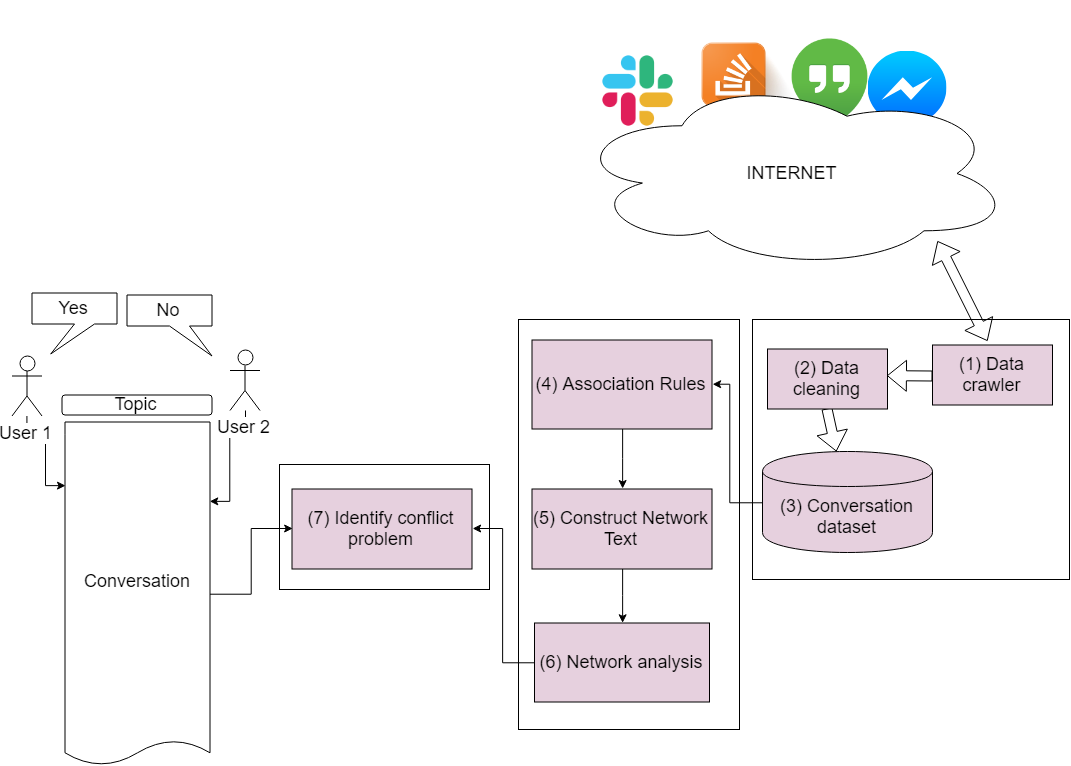 INTERNET
Yes
No
User 1
User 2
Topic
Conversation
(1) Data
crawler
(2) Data
cleaning
(3) Conversation
dataset
(4) Association Rules
(5) Construct Network
Text
(6) Network analysis
(7) Identify conflict
problem